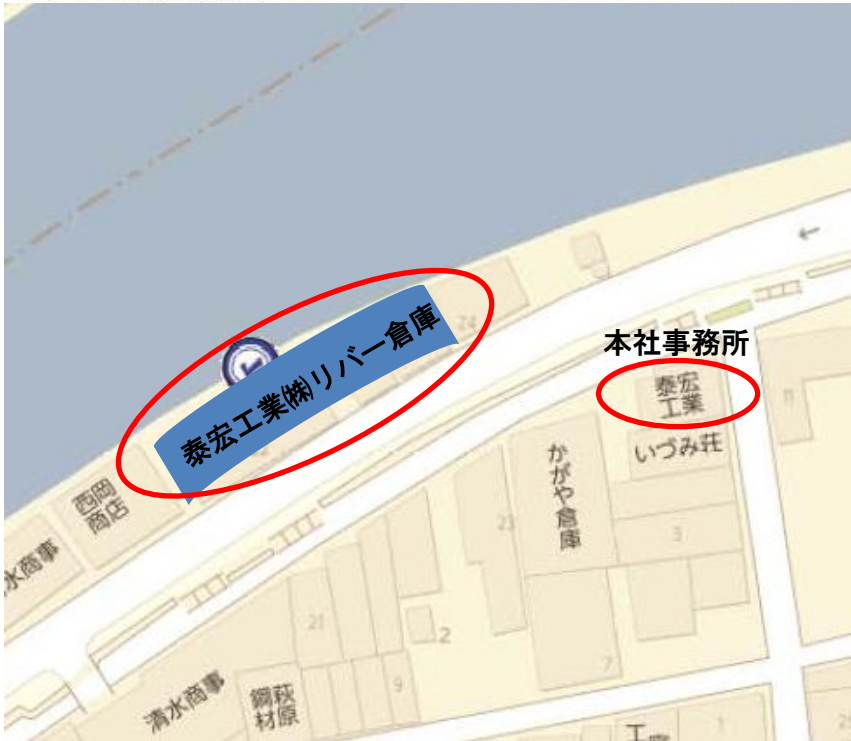 24
泰宏工業㈱リバー倉庫
本社事務所
泰宏
工業
11
いづみ荘
かがや倉庫
西岡
商店
23
3
水商事
21
2
7
9
清水商事
萩原
鋼材
1